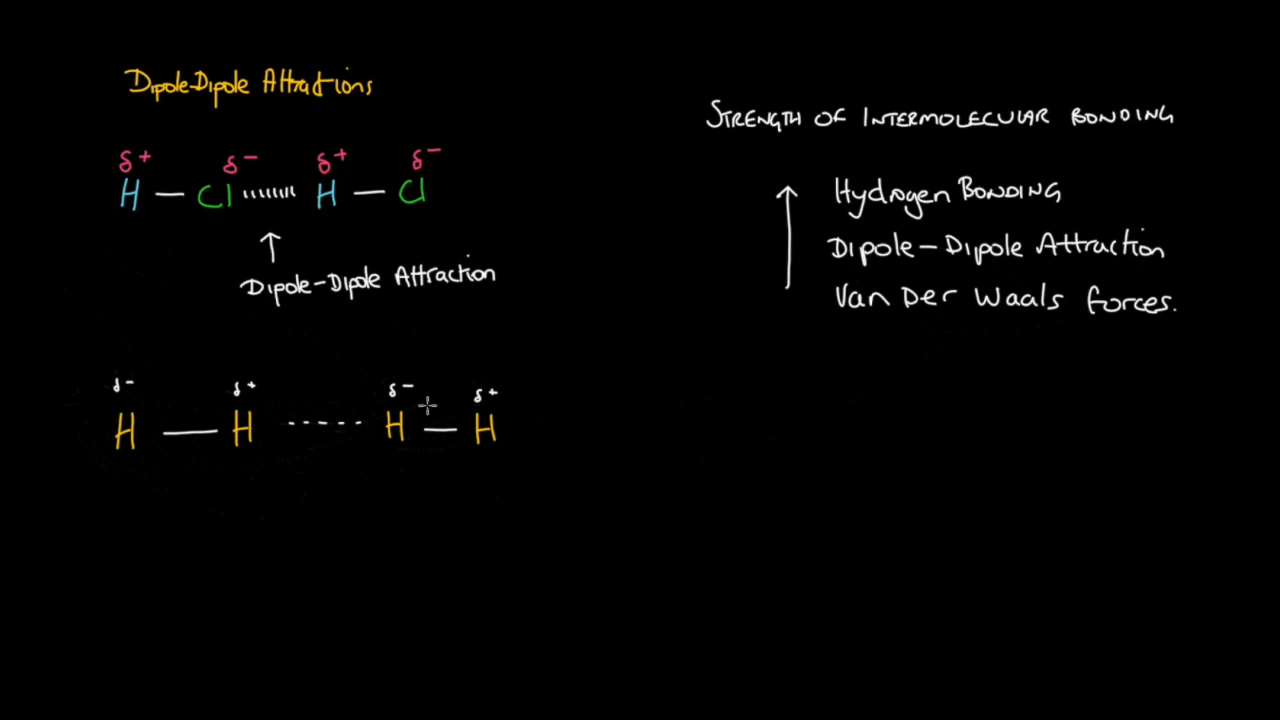 Dipole-Dipole Attractions
δ+ δ- δ+ δ-
H — Cl ıııııııı H — Cl
↑
Dipole-Dipole Attraction
δ- δ+ δ- δ+
H — H ----- H — H
STRENGTH OF INTERMOLECULAR BONDING
Hydrogen BONDING
Dipole-Dipole Attraction
Van Der Waals forces.